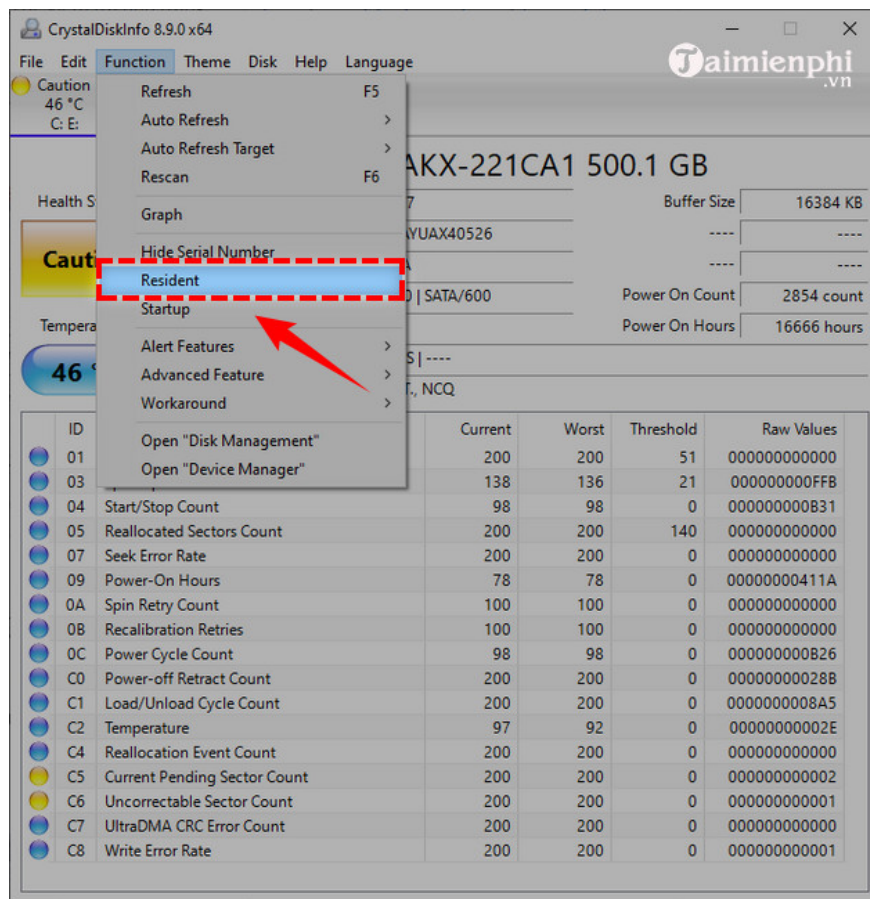 CrystalDiskInfo 8.9.0 x64
File Edit Function Theme Disk Help Language
Taimienphi
.vn
Caution
46 °C
C: E:
Refresh F5
Auto Refresh >
Auto Refresh Target >
Rescan F6
Graph
Hide Serial Number
Resident
Startup
Alert Features >
Advanced Feature >
Workaround >
Open "Disk Management"
Open "Device Manager"
AKX-221CA1 500.1 GB
Health S 7 Buffer Size 16384 KB
YUAX40526 ---- ----
Cauti ---- ----
| SATA/600 Power On Count 2854 count
Tempera Power On Hours 16666 hours
46 ° S | ----
T., NCQ
ID Current Worst Threshold Raw Values
01 200 200 51 000000000000
03 138 136 21 000000000FFB
04 Start/Stop Count 98 98 0 000000000B31
05 Reallocated Sectors Count 200 200 140 000000000000
07 Seek Error Rate 200 200 0 000000000000
09 Power-On Hours 78 78 0 00000000411A
0A Spin Retry Count 100 100 0 000000000000
0B Recalibration Retries 100 100 0 000000000000
0C Power Cycle Count 98 98 0 000000000B26
C0 Power-off Retract Count 200 200 0 00000000028B
C1 Load/Unload Cycle Count 200 200 0 0000000008A5
C2 Temperature 97 92 0 00000000002E
C4 Reallocation Event Count 200 200 0 000000000000
C5 Current Pending Sector Count 200 200 0 000000000002
C6 Uncorrectable Sector Count 200 200 0 000000000001
C7 UltraDMA CRC Error Count 200 200 0 000000000000
C8 Write Error Rate 200 200 0 000000000001